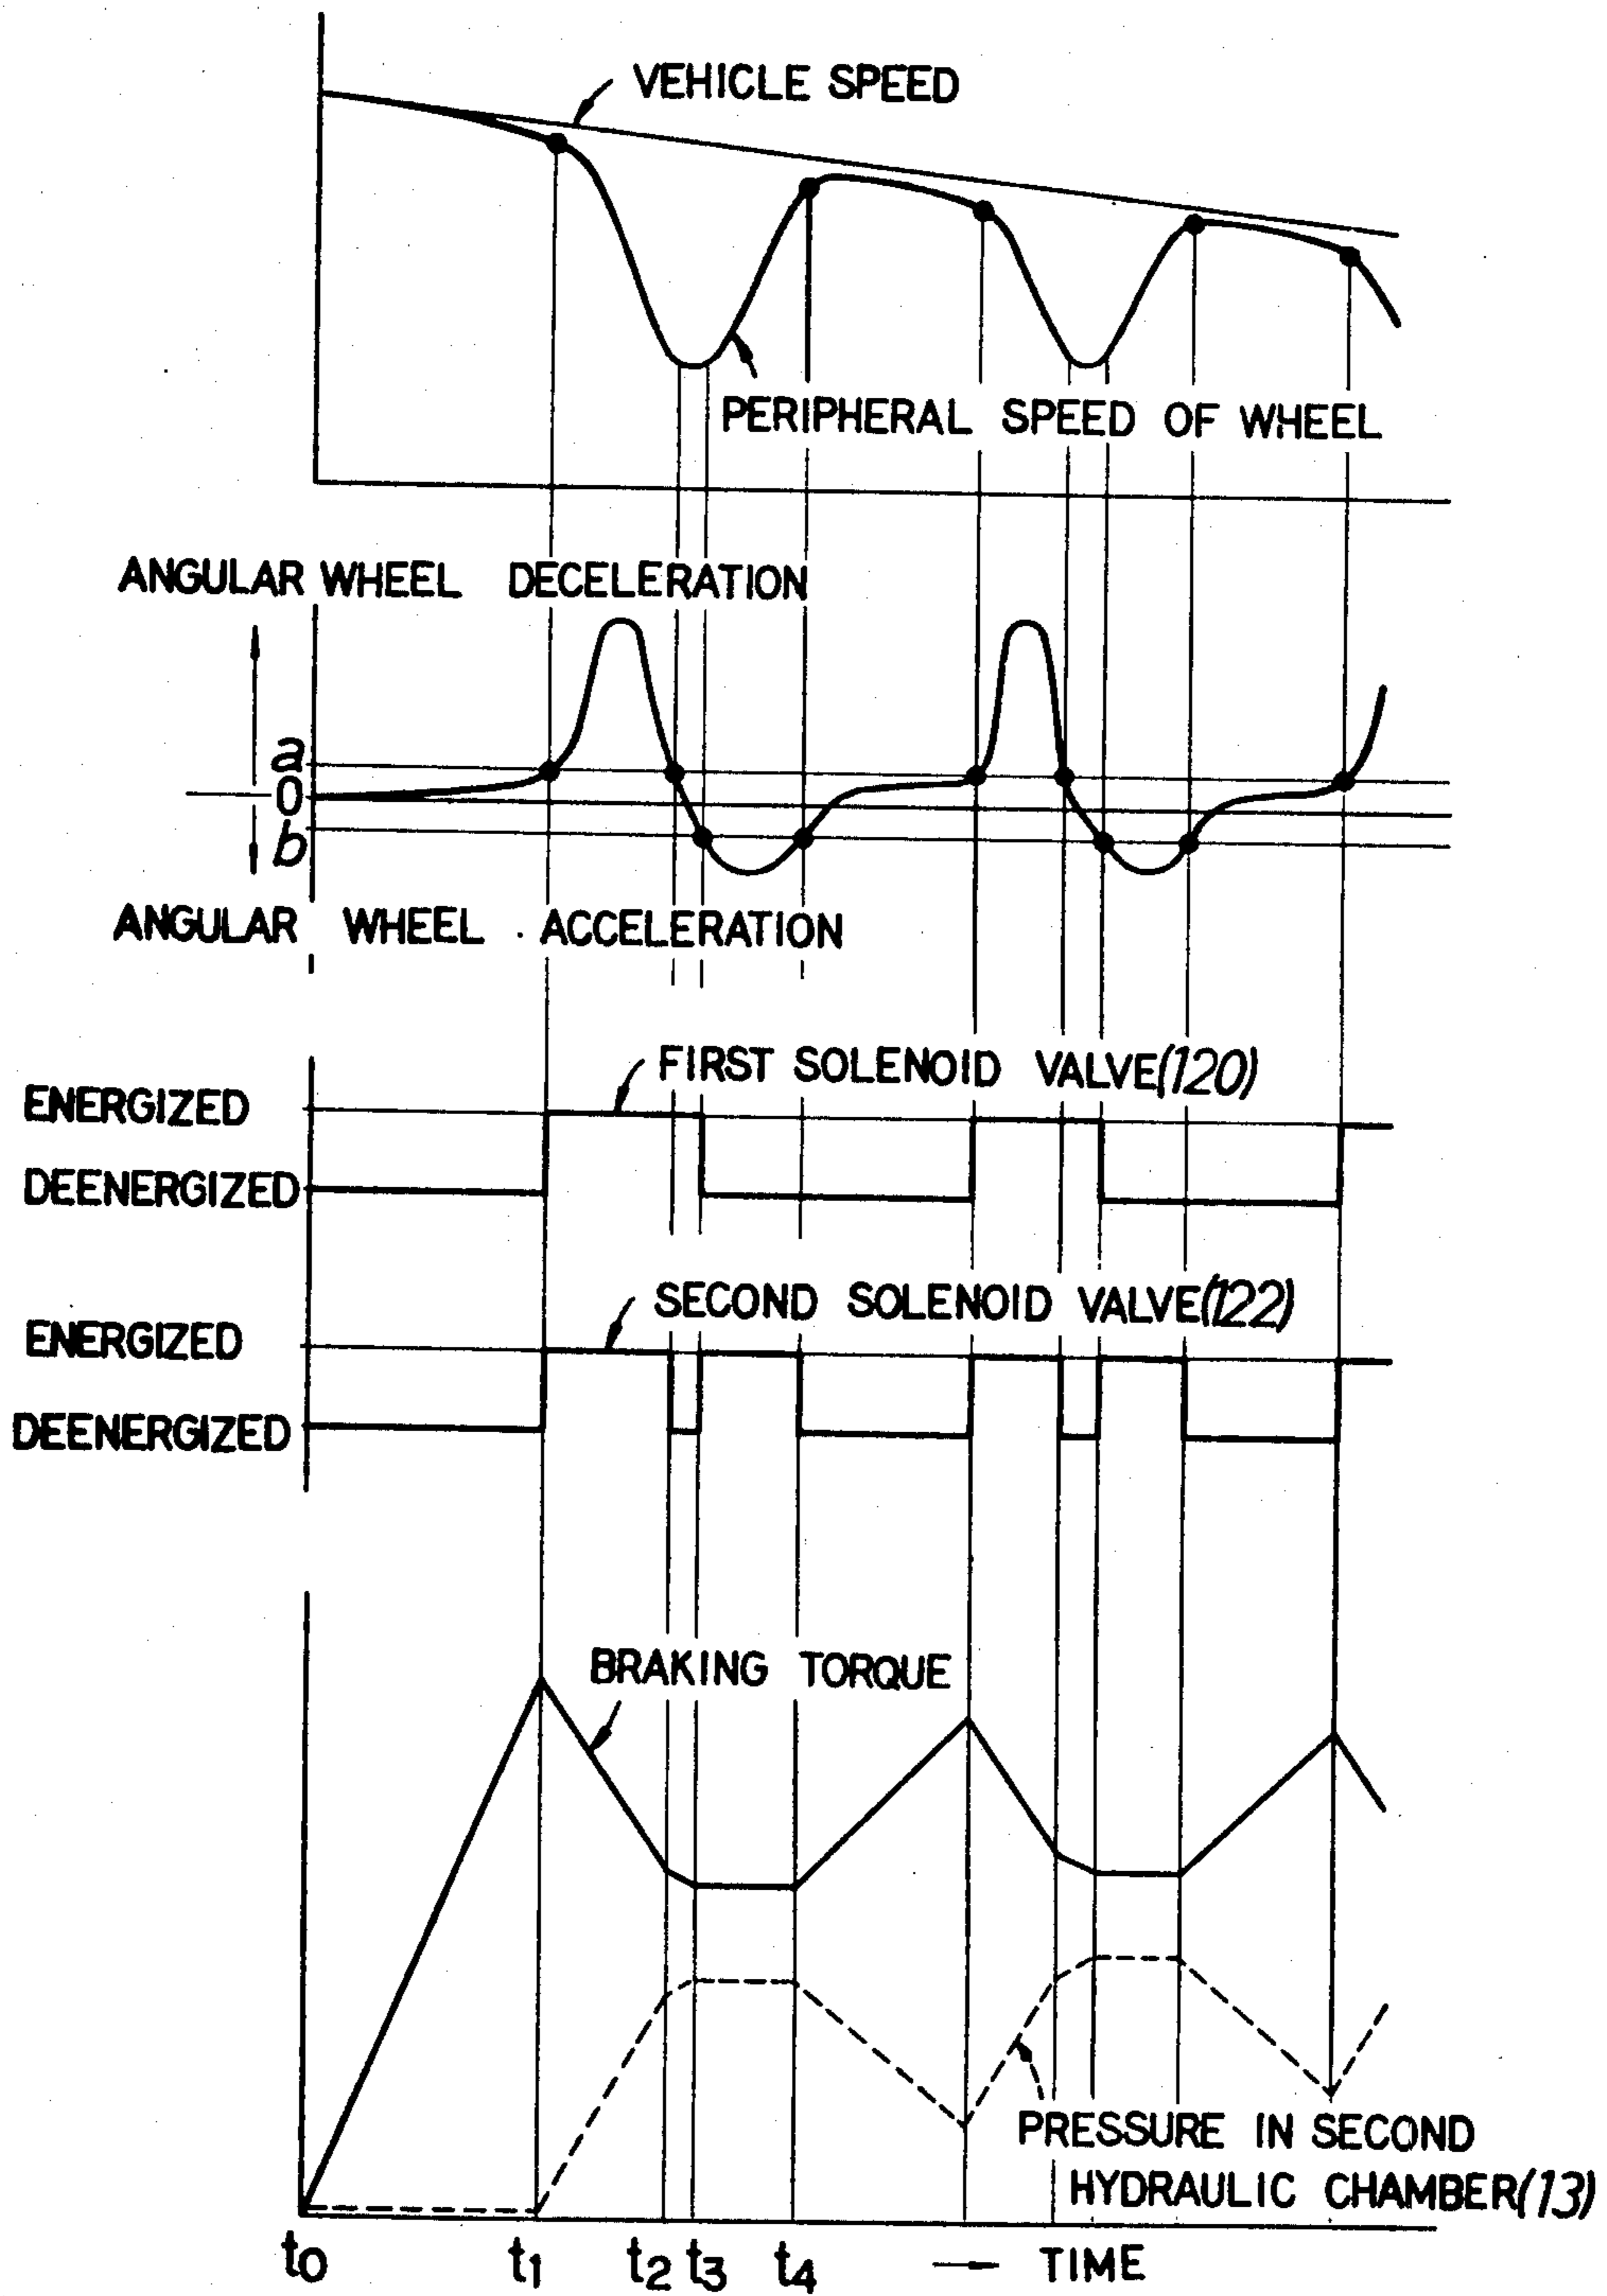 VEHICLE SPEED
PERIPHERAL SPEED OF WHEEL
ANGULAR WHEEL DECELERATION
a
0
b
ANGULAR WHEEL ACCELERATION
FIRST SOLENOID VALVE(120)
ENERGIZED
DEENERGIZED
SECOND SOLENOID VALVE(122)
ENERGIZED
DEENERGIZED
BRAKING TORQUE
PRESSURE IN SECOND
HYDRAULIC CHAMBER(13)
t0 t1 t2 t3 t4 TIME